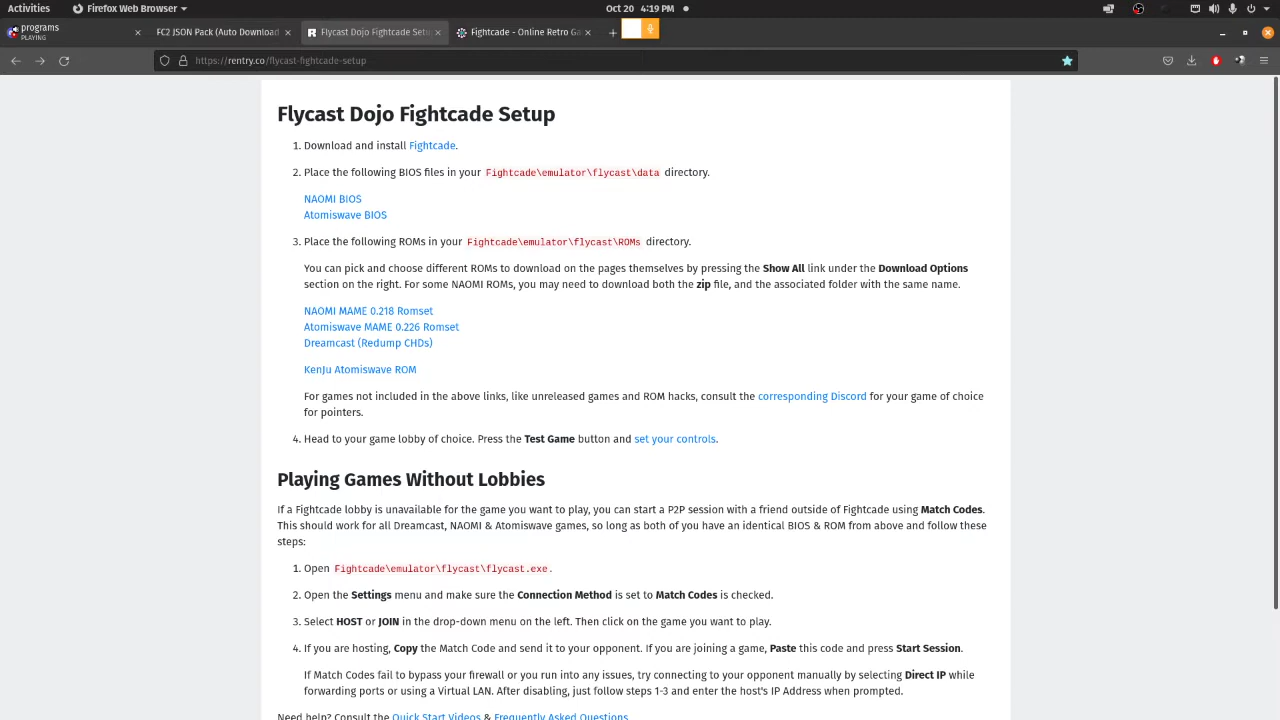 Activities
Firefox Web Browser
Oct 20 4:19 PM
programs
PLAYING
FC2 JSON Pack (Auto Download
Flycast Dojo Fightcade Setu
Fightcade - Online Retro Ga
https://rentry.co/flycast-fightcade-setup
Flycast Dojo Fightcade Setup
1. Download and install Fightcade.
2. Place the following BIOS files in your Fightcade\emulator\flycast\data directory.
NAOMI BIOS
Atomiswave BIOS
3. Place the following ROMs in your Fightcade\emulator\flycast\ROMs directory.
You can pick and choose different ROMs to download on the pages themselves by pressing the Show All link under the Download Options
section on the right. For some NAOMI ROMs, you may need to download both the zip file, and the associated folder with the same name.
NAOMI MAME 0.218 Romset
Atomiswave MAME 0.226 Romset
Dreamcast (Redump CHDs)
KenJu Atomiswave ROM
For games not included in the above links, like unreleased games and ROM hacks, consult the corresponding Discord for your game of choice
for pointers.
4. Head to your game lobby of choice. Press the Test Game button and set your controls.
Playing Games Without Lobbies
If a Fightcade lobby is unavailable for the game you want to play, you can start a P2P session with a friend outside of Fightcade using Match Codes.
This should work for all Dreamcast, NAOMI & Atomiswave games, so long as both of you have an identical BIOS & ROM from above and follow these
steps:
1. Open Fightcade\emulator\flycast\flycast.exe.
2. Open the Settings menu and make sure the Connection Method is set to Match Codes is checked.
3. Select HOST or JOIN in the drop-down menu on the left. Then click on the game you want to play.
4. If you are hosting, Copy the Match Code and send it to your opponent. If you are joining a game, Paste this code and press Start Session.
If Match Codes fail to bypass your firewall or you run into any issues, try connecting to your opponent manually by selecting Direct IP while
forwarding ports or using a Virtual LAN. After disabling, just follow steps 1-3 and enter the host's IP Address when prompted.
Need help? Consult the Quick Start Videos & Frequently Asked Questions